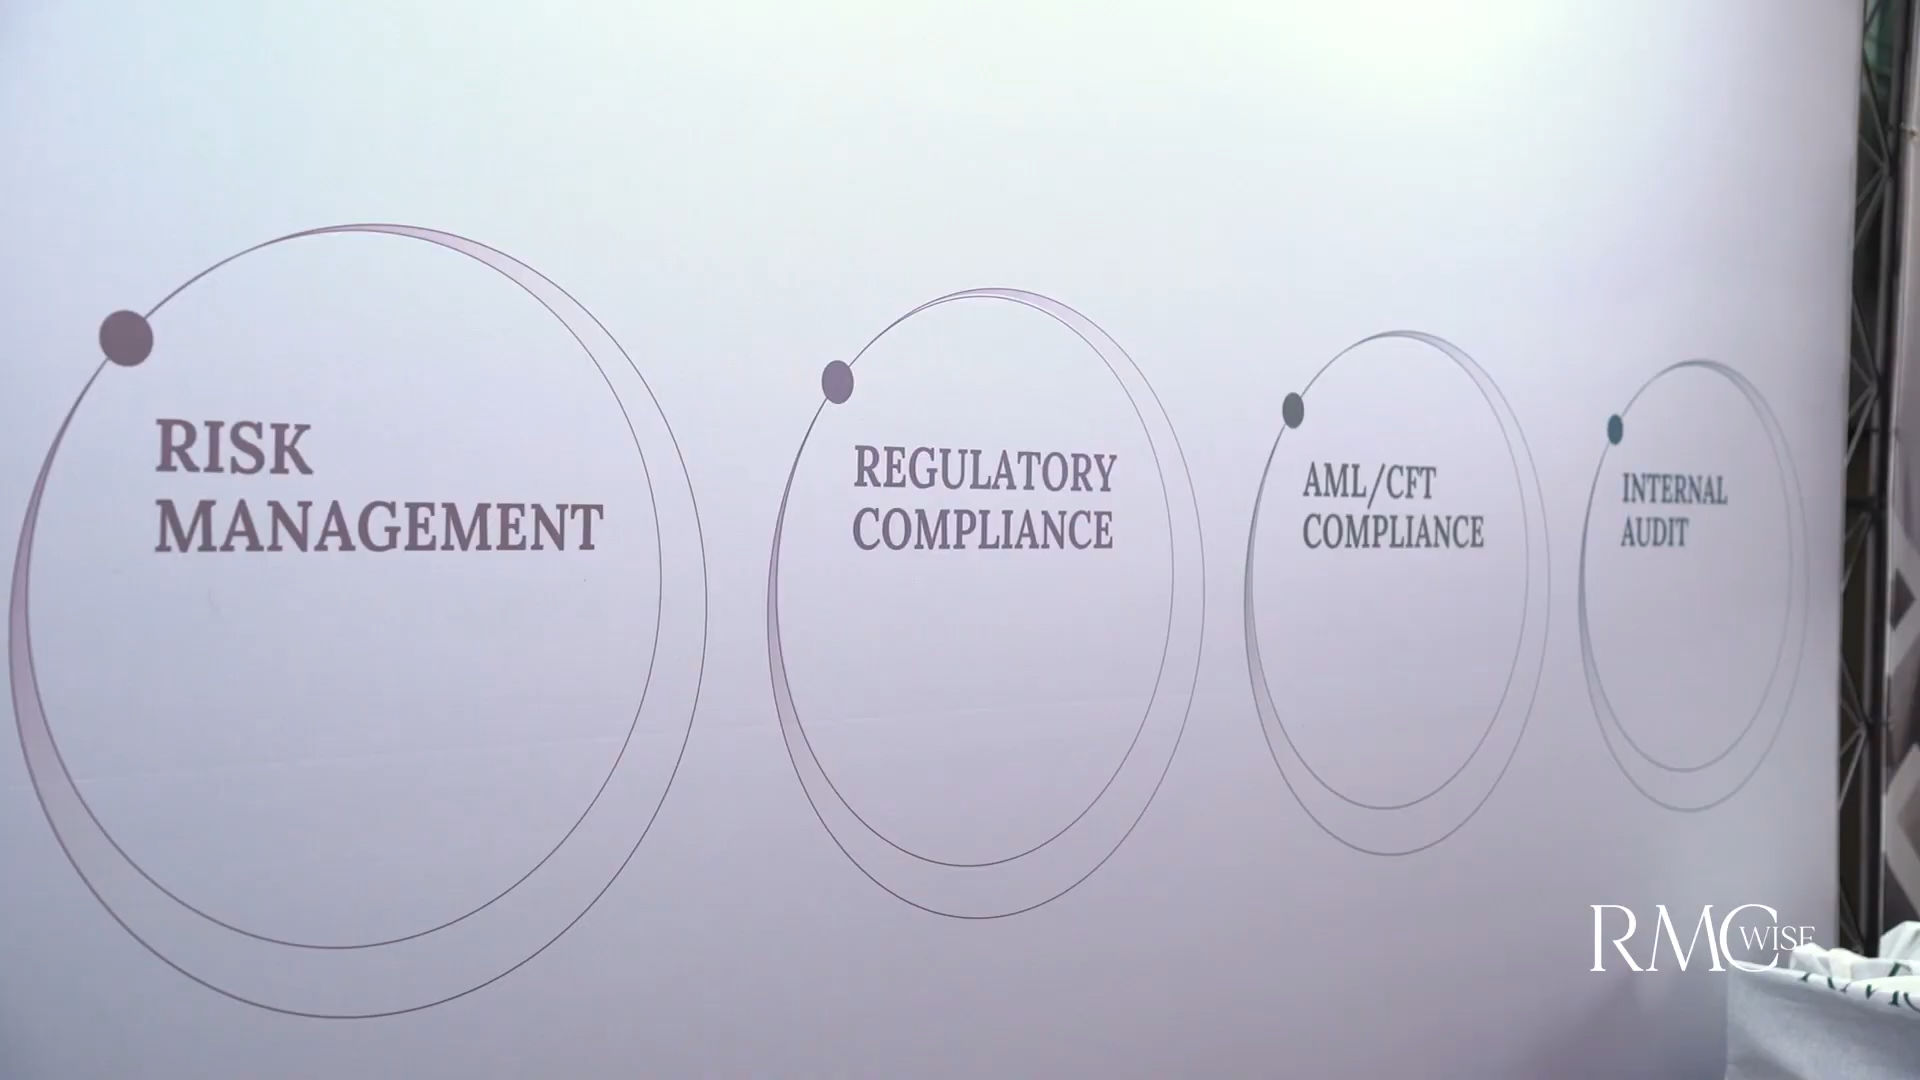 RISK
MANAGEMENT
REGULATORY
COMPLIANCE
AML/CFT
COMPLIANCE
INTERNAL
AUDIT
RMC WISE